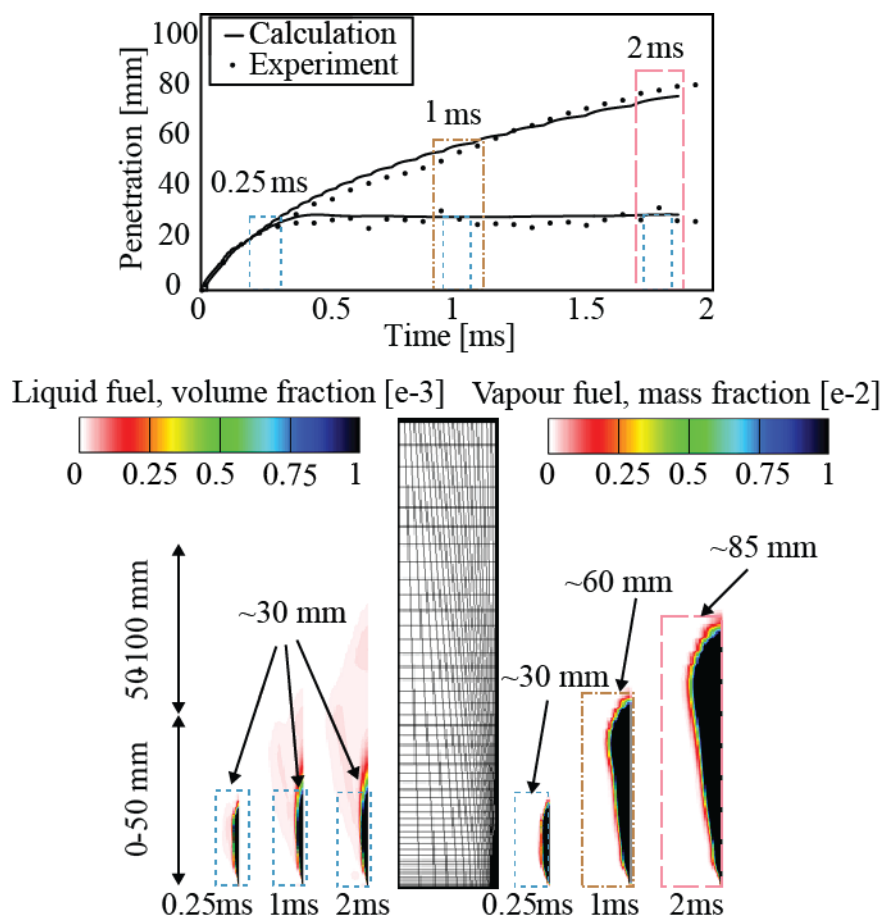 100
80
60
40
20
0
Penetration [mm]
Calculation
Experiment
0.25 ms
1 ms
2 ms
0
0.5
1
1.5
2
Time [ms]
Liquid fuel, volume fraction [e-3]
0
0.25
0.5
0.75
1
Vapour fuel, mass fraction [e-2]
0
0.25
0.5
0.75
1
50-100 mm
0-50 mm
~30 mm
~30 mm
~60 mm
~85 mm
0.25ms
1ms
2ms
0.25ms
1ms
2ms